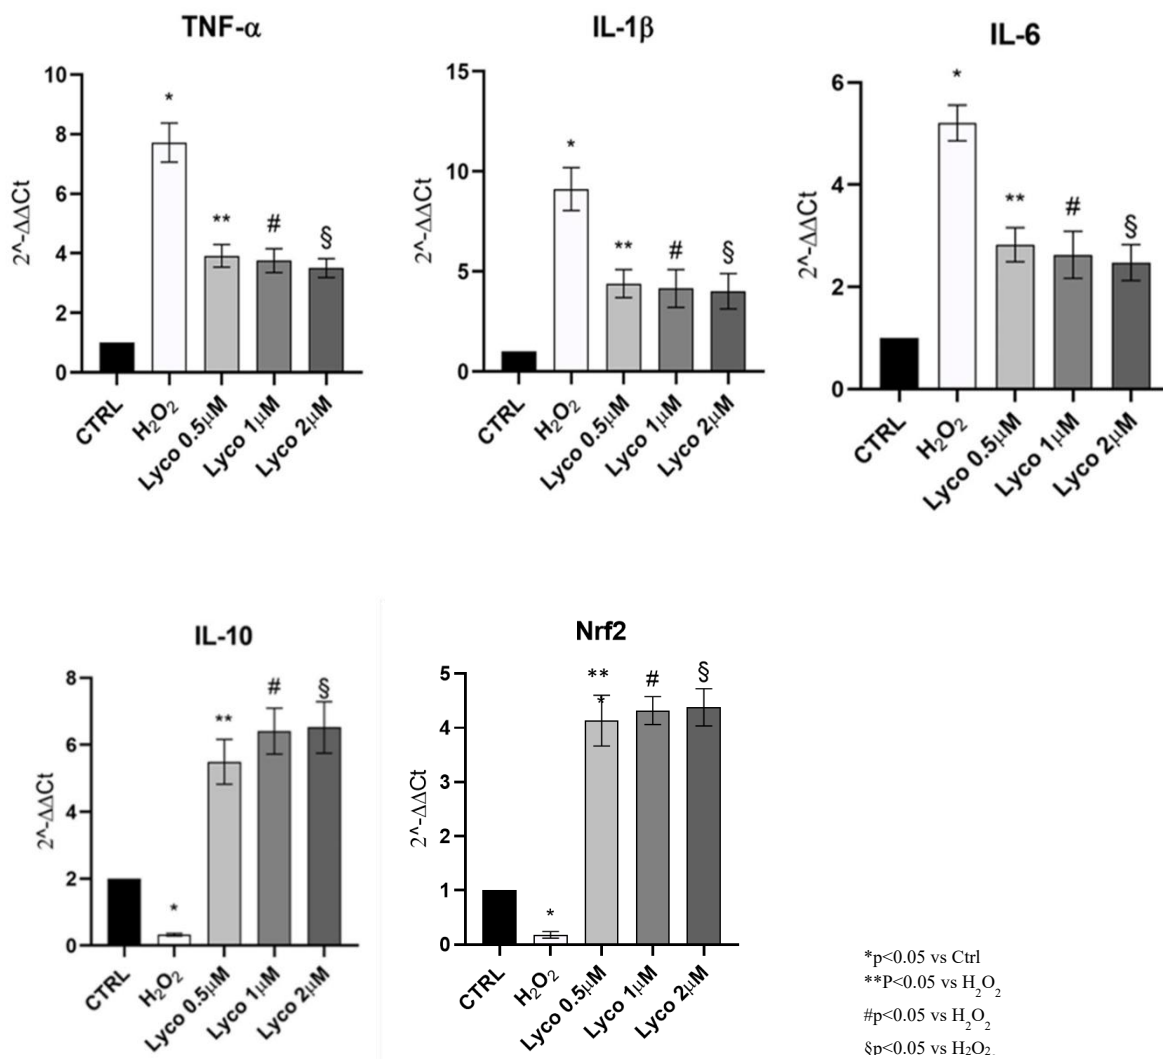 TNF-α
2^-ΔΔCt
10
8
6
4
2
0
*
**
#
§
CTRL
H₂O₂
Lyco 0.5μM
Lyco 1μM
Lyco 2μM
IL-1β
2^-ΔΔCt
15
10
5
0
*
**
#
§
CTRL
H₂O₂
Lyco 0.5μM
Lyco 1μM
Lyco 2μM
IL-6
2^-ΔΔCt
6
4
2
0
*
**
#
§
CTRL
H₂O₂
Lyco 0.5μM
Lyco 1μM
Lyco 2μM
IL-10
2^-ΔΔCt
8
6
4
2
0
*
**
#
§
CTRL
H₂O₂
Lyco 0.5μM
Lyco 1μM
Lyco 2μM
Nrf2
2^-ΔΔCt
5
4
3
2
1
0
*
**
*
#
§
CTRL
H₂O₂
Lyco 0.5μM
Lyco 1μM
Lyco 2μM
*p<0.05 vs Ctrl
**P<0.05 vs H₂O₂
#p<0.05 vs H₂O₂
§p<0.05 vs H₂O₂